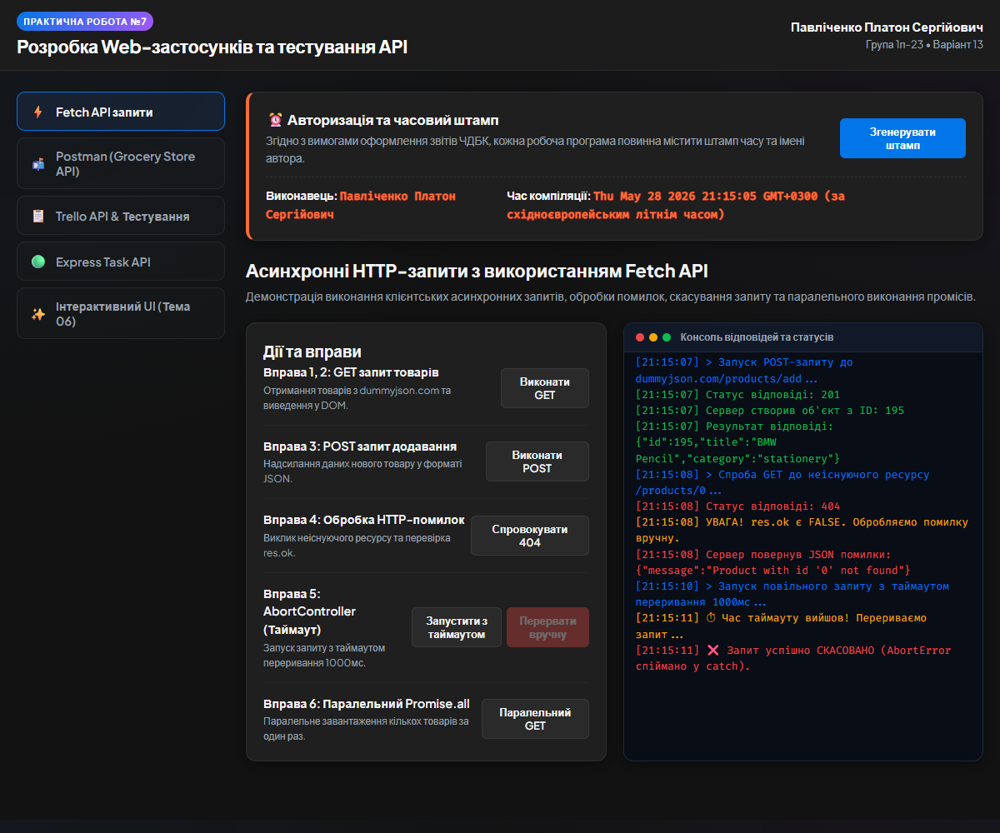 ПРАКТИЧНА РОБОТА №7
Розробка Web-застосунків та тестування API
Павліченко Платон Сергійович
Група 1п-23 • Варіант 13
Fetch API запити
Postman (Grocery Store
API)
Trello API & Тестування
Express Task API
Інтерактивний UI (Тема
06)
Авторизація та часовий штамп
Згідно з вимогами оформлення звітів ЧДБК, кожна робоча програма повинна містити штамп часу та імені
автора.
Згенерувати
штамп
Виконавець: Павліченко Платон
Сергійович
Час компіляції: Thu May 28 2026 21:15:05 GMT+0300 (за
східноєвропейським літнім часом)
Асинхронні HTTP-запити з використанням Fetch API
Демонстрація виконання клієнтських асинхронних запитів, обробки помилок, скасування запиту та паралельного виконання промісів.
Дії та вправи
Вправа 1, 2: GET запит товарів
Отримання товарів з dummyjson.com та
виведення у DOM.
Виконати
GET
Вправа 3: POST запит додавання
Надсилання даних нового товару у форматі
JSON.
Виконати
POST
Вправа 4: Обробка HTTP-помилок
Виклик неіснуючого ресурсу та перевірка
res.ok.
Спровокувати
404
Вправа 5:
AbortController
(Таймаут)
Запуск запиту з таймаутом
переривання 1000мс.
Запустити з
таймаутом
Перервати
вручну
Вправа 6: Паралельний Promise.all
Паралельне завантаження кількох товарів за
один раз.
Паралельний
GET
Консоль відповідей та статусів
[21:15:07] > Запуск POST-запиту до
dummyjson.com/products/add...
[21:15:07] Статус відповіді: 201
[21:15:07] Сервер створив об'єкт з ID: 195
[21:15:07] Результат відповіді:
{"id":195,"title":"BMW
Pencil","category":"stationery"}
[21:15:08] > Спроба GET до неіснуючого ресурсу
/products/0...
[21:15:08] Статус відповіді: 404
[21:15:08] УВАГА! res.ok є FALSE. Обробляємо помилку
вручну.
[21:15:08] Сервер повернув JSON помилки:
{"message":"Product with id '0' not found"}
[21:15:10] > Запуск повільного запиту з таймаутом
переривання 1000мс...
[21:15:11] ⏱ Час таймауту вийшов! Перериваємо
запит...
[21:15:11] ❌ Запит успішно СКАСОВАНО (AbortError
спіймано у catch).